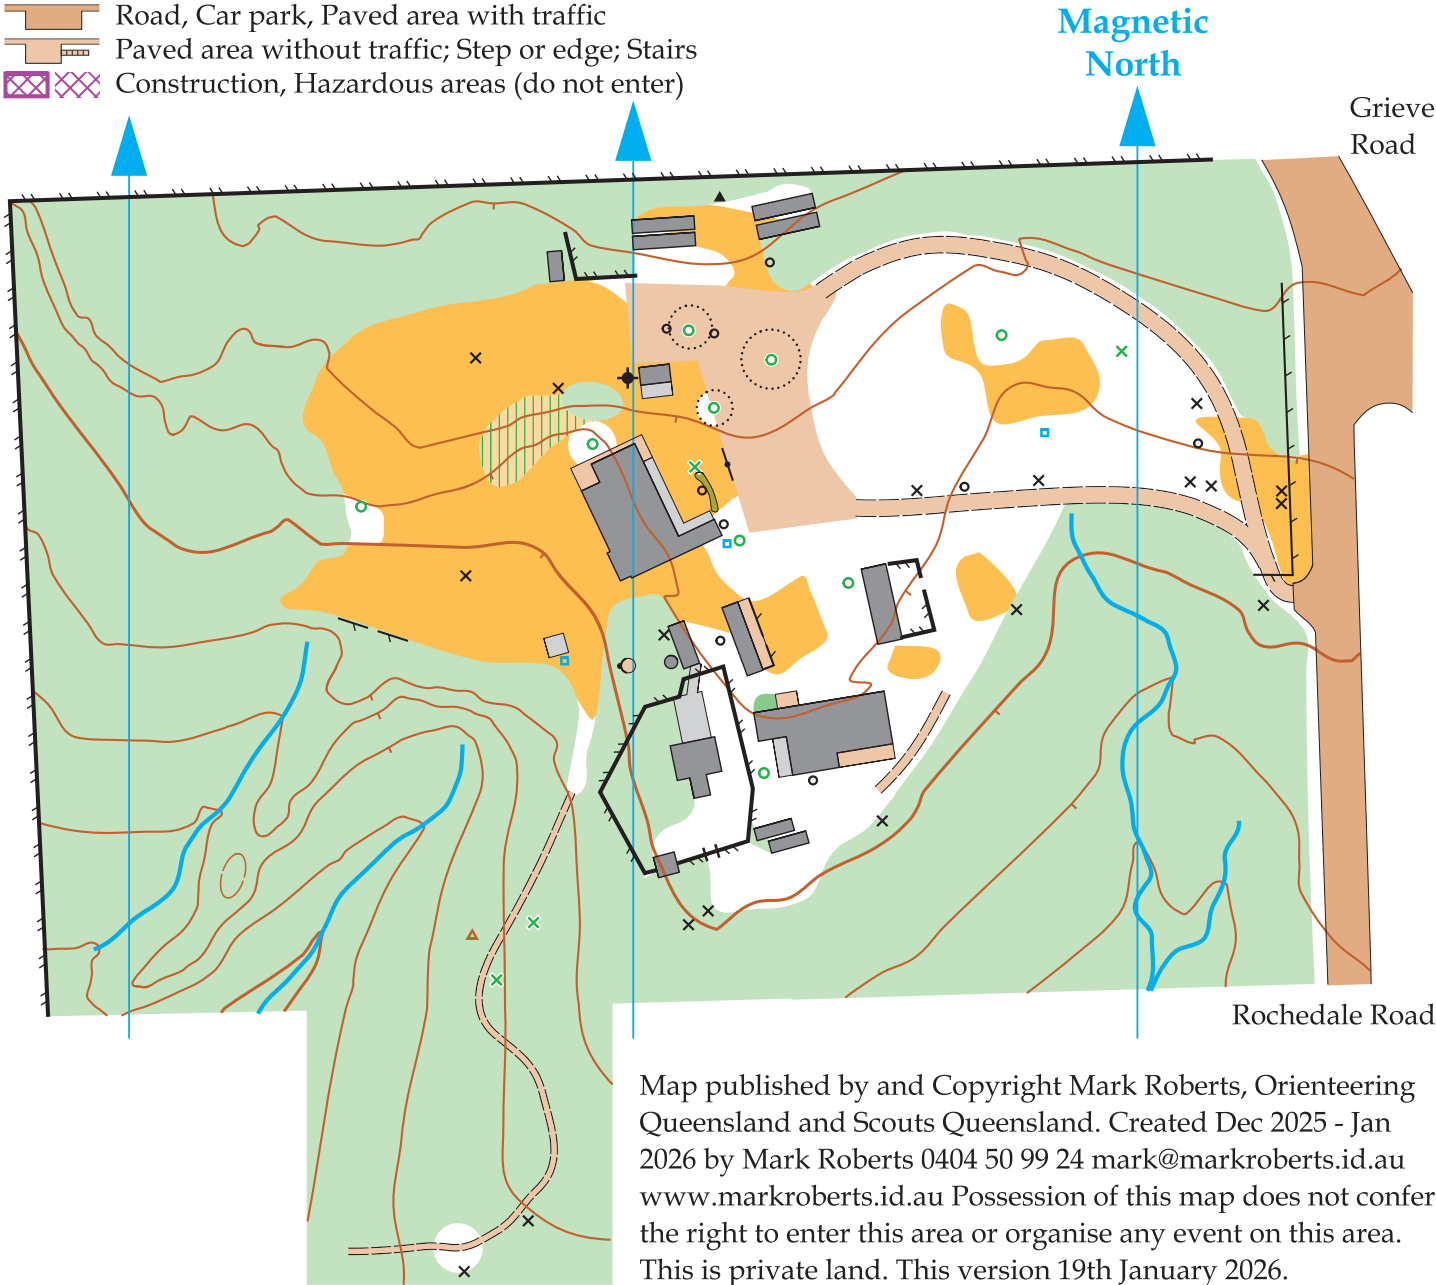 Road, Car park, Paved area with traffic
Paved area without traffic; Step or edge; Stairs
Construction, Hazardous areas (do not enter)
Magnetic
North
Grieve
Road
Rochedale Road
Map published by and Copyright Mark Roberts, Orienteering
Queensland and Scouts Queensland. Created Dec 2025 - Jan
2026 by Mark Roberts 0404 50 99 24 mark@markroberts.id.au
www.markroberts.id.au Possession of this map does not confer
the right to enter this area or organise any event on this area.
This is private land. This version 19th January 2026.